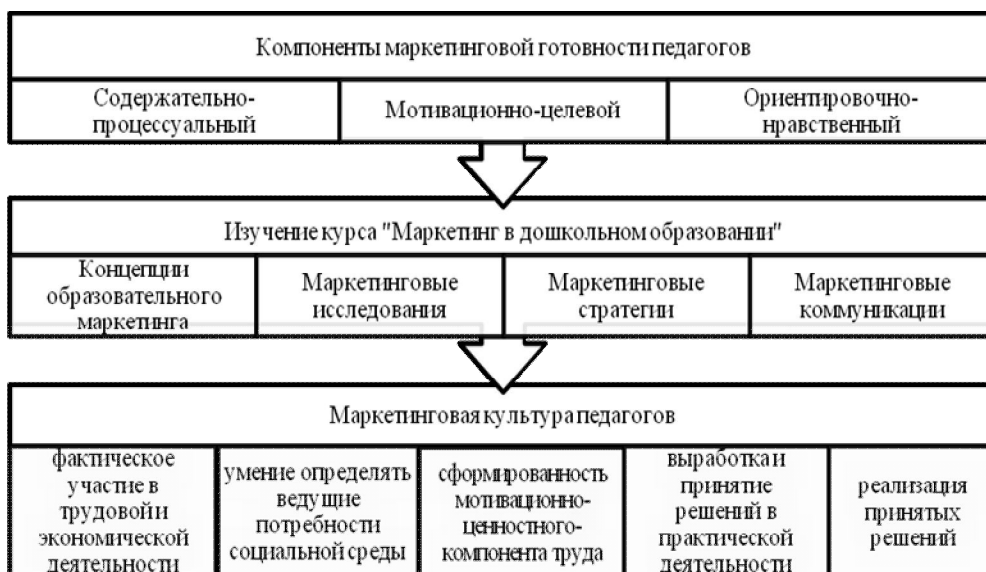 Компоненты маркетинговой готовности педагогов
Содержательно-
процессуальный
Мотивационно-целевой
Ориентировочно-
нравственный
Изучение курса "Маркетинг в дошкольном образовании"
Концепции
образовательного
маркетинга
Маркетинговые
исследования
Маркетинговые
стратегии
Маркетинговые
коммуникации
Маркетинговая культура педагогов
фактическое
участие в
трудовой и
экономической
деятельности
умение определять
ведущие
потребности
социальной среды
сформированность
мотивационно-
ценностного-
компонента труда
выработка и
принятие
решений в
практической
деятельности
реализация
принятых
решений